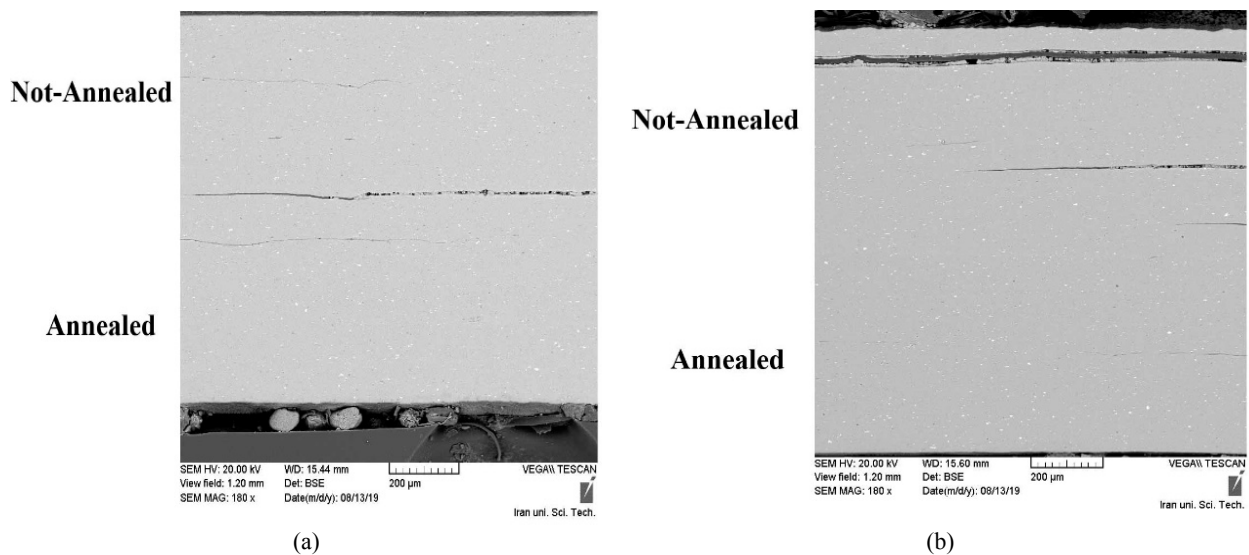 Not-Annealed
Annealed
SEM HV: 20.00 kV WD: 15.44 mm VEGA\\ TESCAN
View field: 1.20 mm Det: BSE 200 µm
SEM MAG: 180 x Date(m/d/y): 08/13/19
Iran uni. Sci. Tech.
(a)
Not-Annealed
Annealed
SEM HV: 20.00 kV WD: 15.60 mm VEGA\\ TESCAN
View field: 1.20 mm Det: BSE 200 µm
SEM MAG: 180 x Date(m/d/y): 08/13/19
Iran uni. Sci. Tech.
(b)